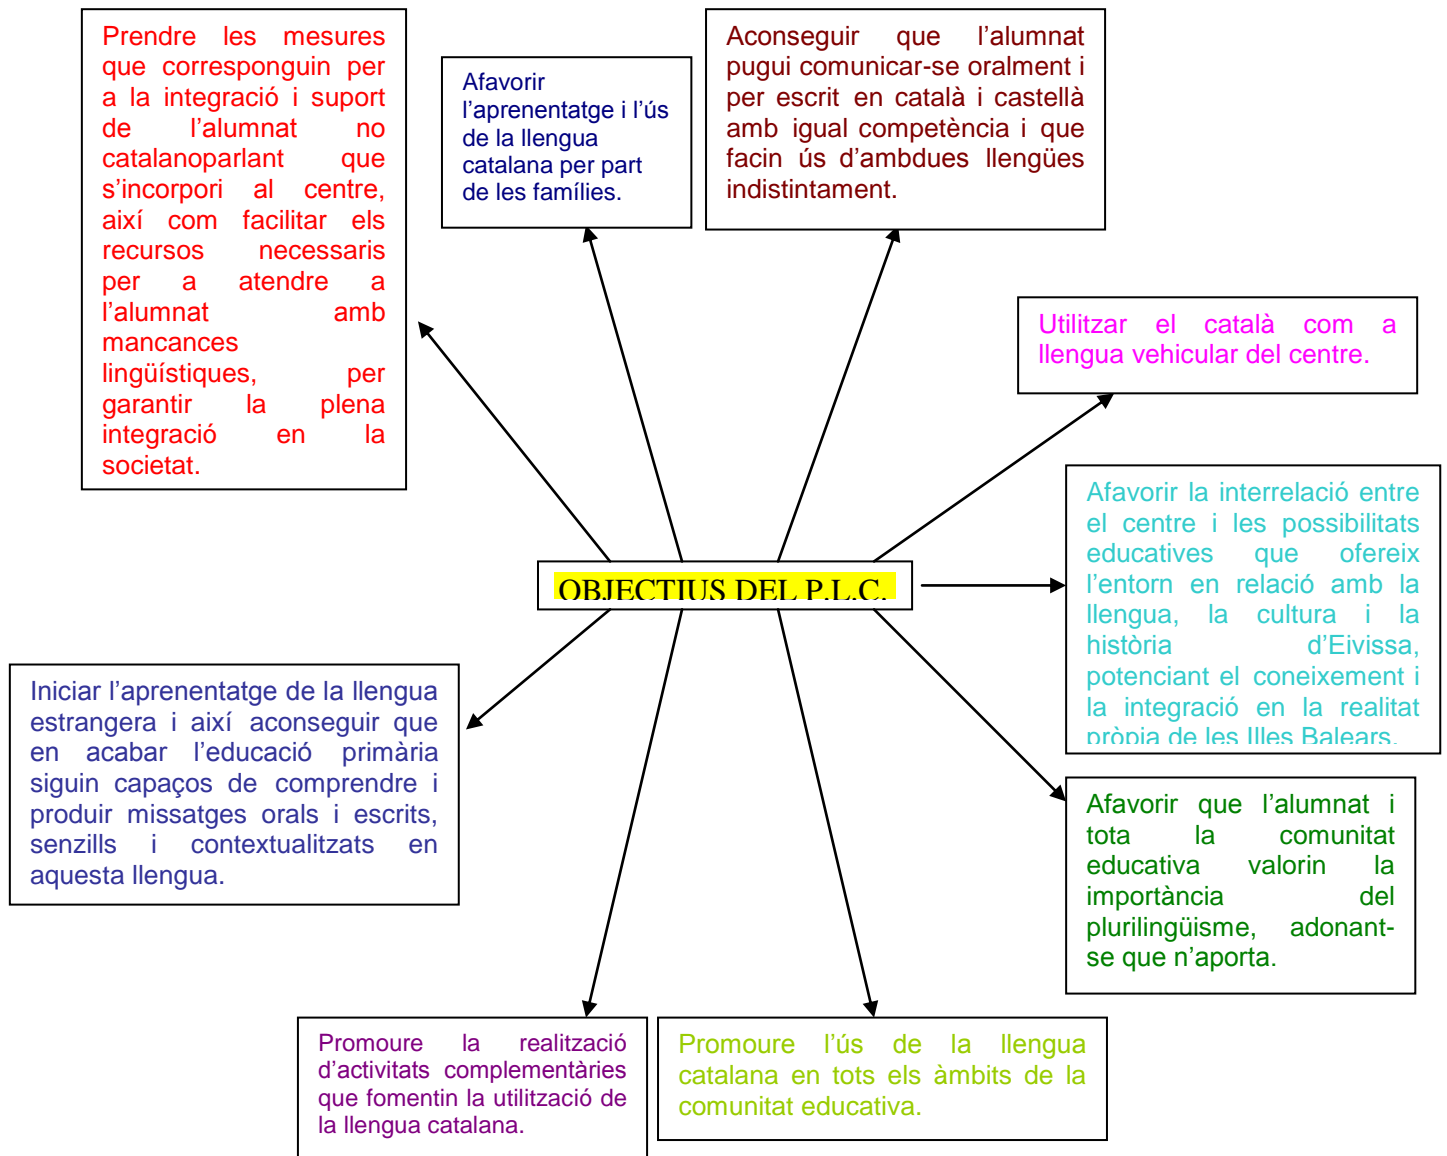 Prendre les mesures
que corresponguin per
a la integració i suport
de l’alumnat no
catalanoparlant que
s’incorpori al centre,
així com facilitar els
recursos necessaris
per a atendre a
l’alumnat amb
mancances
lingüístiques, per
garantir la plena
integració en la
societat.
Afavorir
l’aprenentatge i l’ús
de la llengua
catalana per part
de les famílies.
Aconseguir que l’alumnat
pugui comunicar-se oralment i
per escrit en català i castellà
amb igual competència i que
facin ús d’ambdues llengües
indistintament.
Utilitzar el català com a
llengua vehicular del centre.
Afavorir la interrelació entre
el centre i les possibilitats
educatives que ofereix
l’entorn en relació amb la
llengua, la cultura i la
història d’Eivissa,
potenciant el coneixement i
la integració en la realitat
pròpia de les Illes Balears.
OBJECTIUS DEL P.L.C.
Iniciar l’aprenentatge de la llengua
estrangera i així aconseguir que
en acabar l’educació primària
siguin capaços de comprendre i
produir missatges orals i escrits,
senzills i contextualitzats en
aquesta llengua.
Afavorir que l’alumnat i
tota la comunitat
educativa valorin la
importància del
plurilingüisme, adonant-
se que n’aporta.
Promoure la realització
d’activitats complementàries
que fomentin la utilització de
la llengua catalana.
Promoure l’ús de la llengua
catalana en tots els àmbits de la
comunitat educativa.